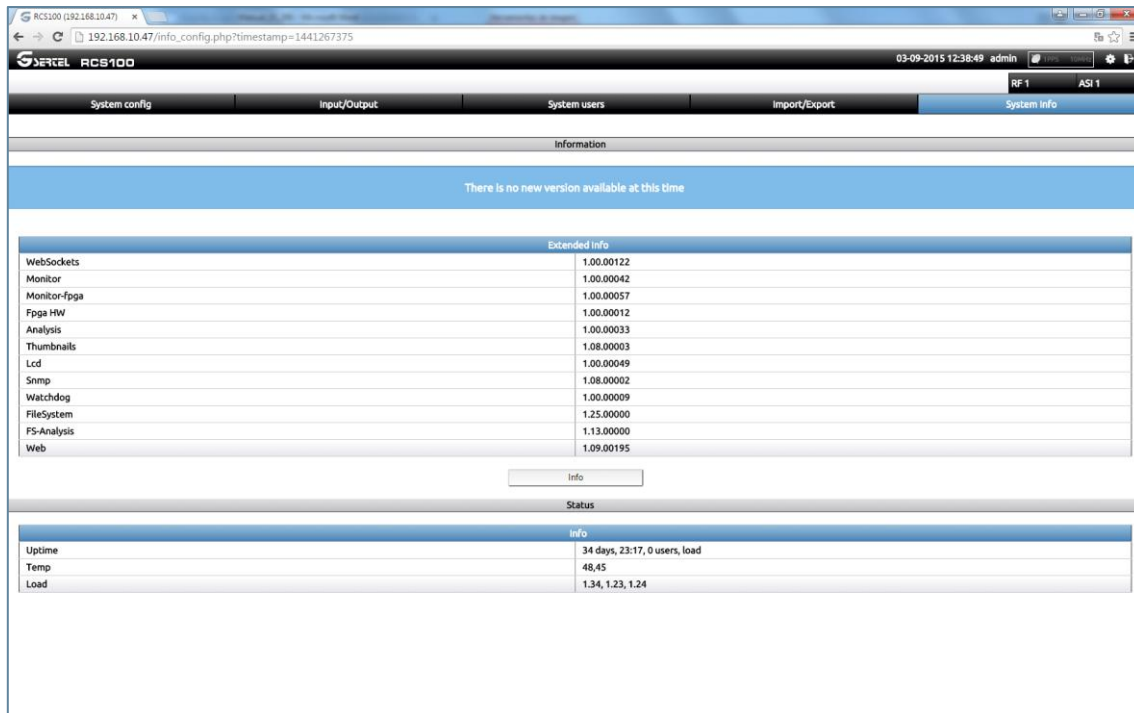 RCS100 (192.168.10.47)
192.168.10.47/info_config.php?timestamp=1441267375
SERTEL RCS100 03-09-2015 12:38:49 admin 1PPS 10MHz
RF 1 ASI 1
System config Input/Output System users Import/Export System Info
Information
There is no new version available at this time
Extended Info
WebSockets 1.00.00122
Monitor 1.00.00042
Monitor-fpga 1.00.00057
Fpga HW 1.00.00012
Analysis 1.00.00033
Thumbnails 1.08.00003
Lcd 1.00.00049
Snmp 1.08.00002
Watchdog 1.00.00009
FileSystem 1.25.00000
FS-Analysis 1.13.00000
Web 1.09.00195
Info
Status
Info
Uptime 34 days, 23:17, 0 users, load
Temp 48,45
Load 1.34, 1.23, 1.24